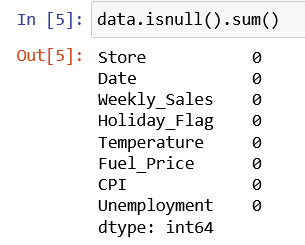 In [5]: data.isnull().sum()
Out[5]: Store 0
Date 0
Weekly_Sales 0
Holiday_Flag 0
Temperature 0
Fuel_Price 0
CPI 0
Unemployment 0
dtype: int64